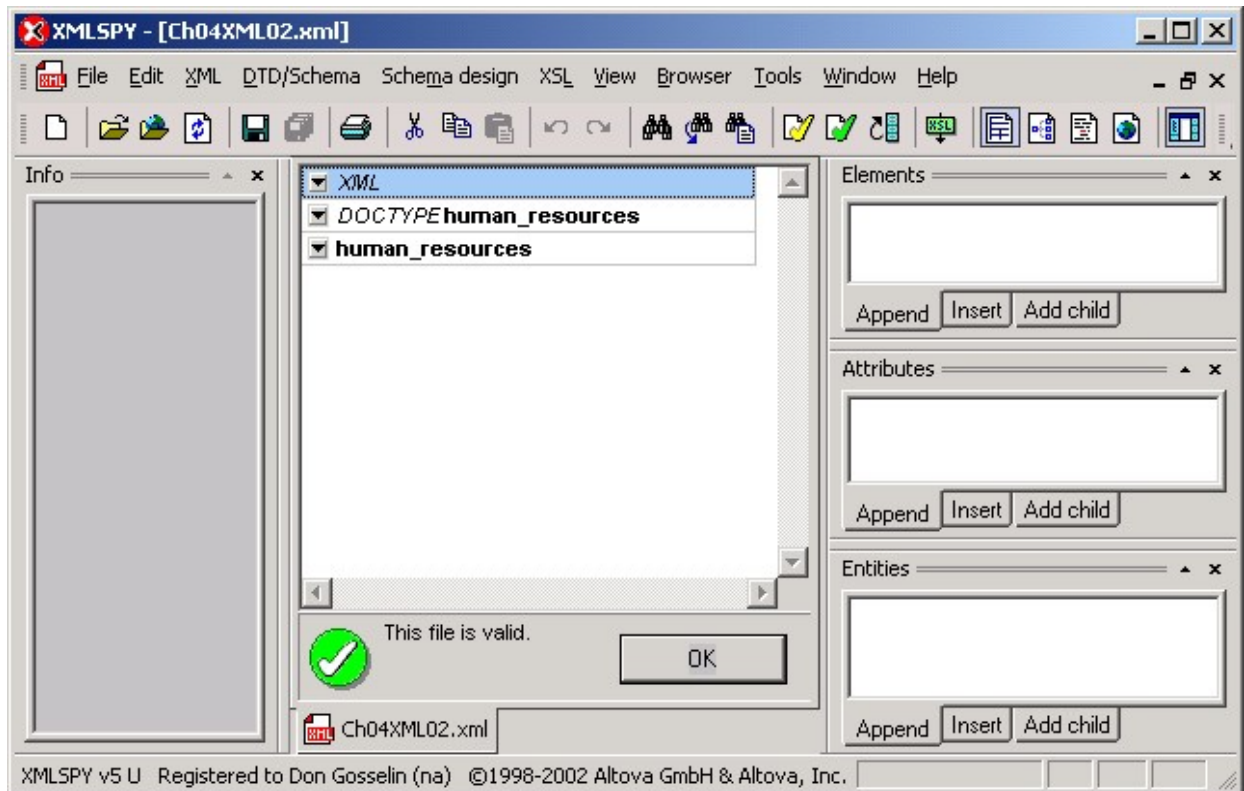 XMLSPY - [Ch04XML02.xml]
File Edit XML DTD/Schema Schema design XSL View Browser Tools Window Help
XSL
Info
XML
DOCTYPE human_resources
human_resources
This file is valid.
OK
Ch04XML02.xml
Elements
Append Insert Add child
Attributes
Append Insert Add child
Entities
Append Insert Add child
XMLSPY v5 U Registered to Don Gosselin (na) ©1998-2002 Altova GmbH & Altova, Inc.